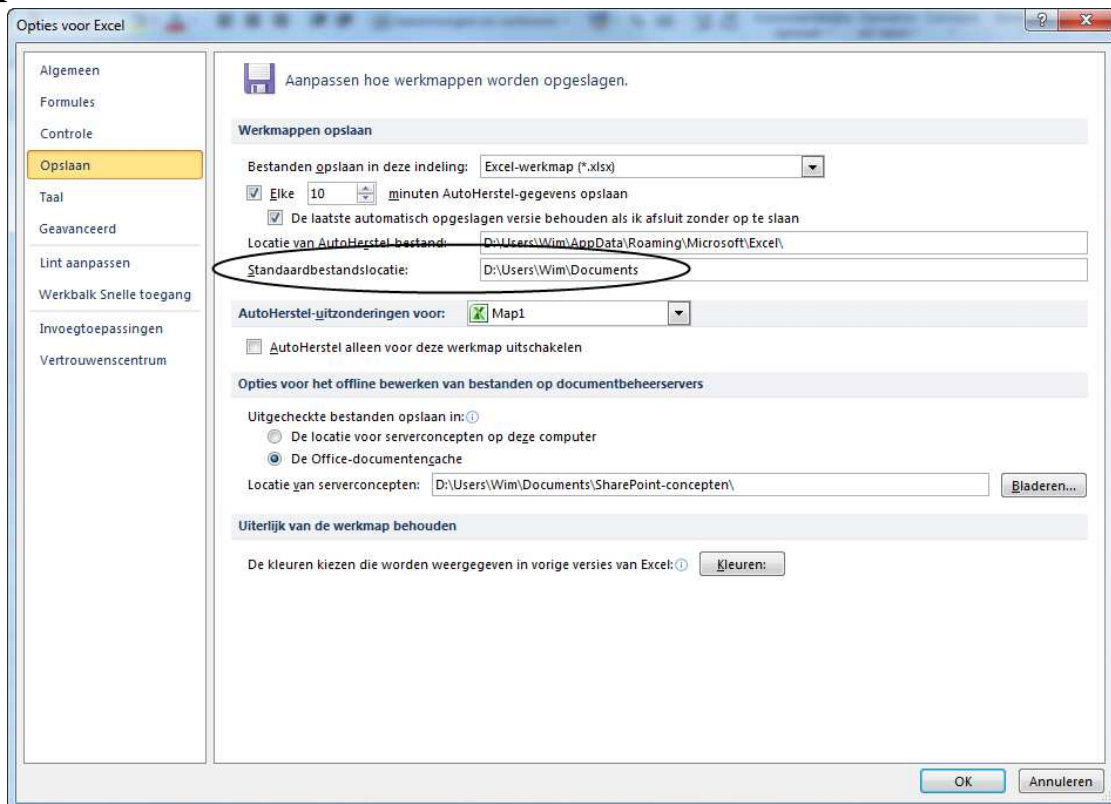 Opties voor Excel
Algemeen
Formules
Controle
Opslaan
Taal
Geavanceerd
Lint aanpassen
Werkbalk Snelle toegang
Invoegtoepassingen
Vertrouwenscentrum
Aanpassen hoe werkmappen worden opgeslagen.
Werkmappen opslaan
Bestanden opslaan in deze indeling: Excel-werkmap (*.xlsx)
Elke 10 minuten AutoHerstel-gegevens opslaan
De laatste automatisch opgeslagen versie behouden als ik afsluit zonder op te slaan
Locatie van AutoHerstel-bestand: D:\Users\Wim\AppData\Roaming\Microsoft\Excel\
Standaardbestandslocatie: D:\Users\Wim\Documents
AutoHerstel-uitzonderingen voor: Map1
AutoHerstel alleen voor deze werkmap uitschakelen
Opties voor het offline bewerken van bestanden op documentbeheerservers
Uitgecheckte bestanden opslaan in:
De locatie voor serverconcepten op deze computer
De Office-documentencache
Locatie van serverconcepten: D:\Users\Wim\Documents\SharePoint-concepten\ Bladeren...
Uiterlijk van de werkmap behouden
De kleuren kiezen die worden weergegeven in vorige versies van Excel: Kleuren:
OK Annuleren